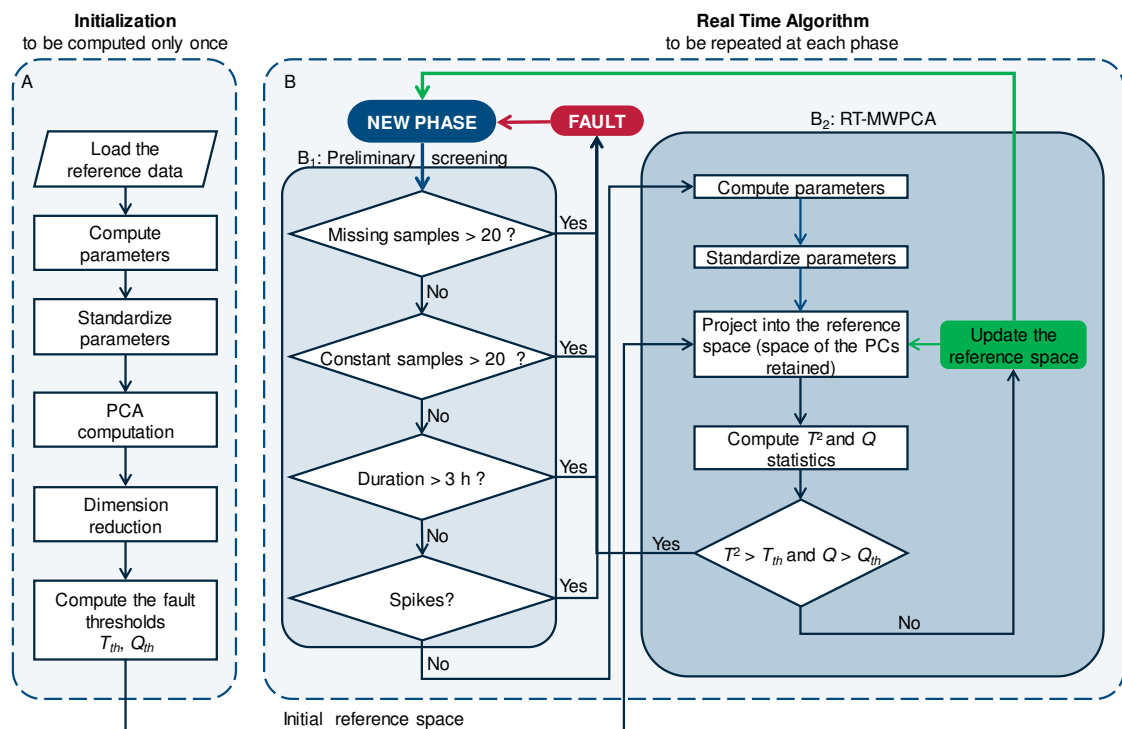 Initialization
to be computed only once
A
Load the
reference data
Compute
parameters
Standardize
parameters
PCA
computation
Dimension
reduction
Compute the fault
thresholds
T_th, Q_th
Real Time Algorithm
to be repeated at each phase
B
NEW PHASE
FAULT
B₁: Preliminary screening
Missing samples > 20 ?
Yes
No
Constant samples > 20 ?
Yes
No
Duration > 3 h ?
Yes
No
Spikes?
Yes
No
B₂: RT-MWPCA
Compute parameters
Standardize parameters
Project into the reference
space (space of the PCs
retained)
Update the
reference space
Compute T² and Q
statistics
T² > T_th and Q > Q_th
Yes
No
Initial reference space